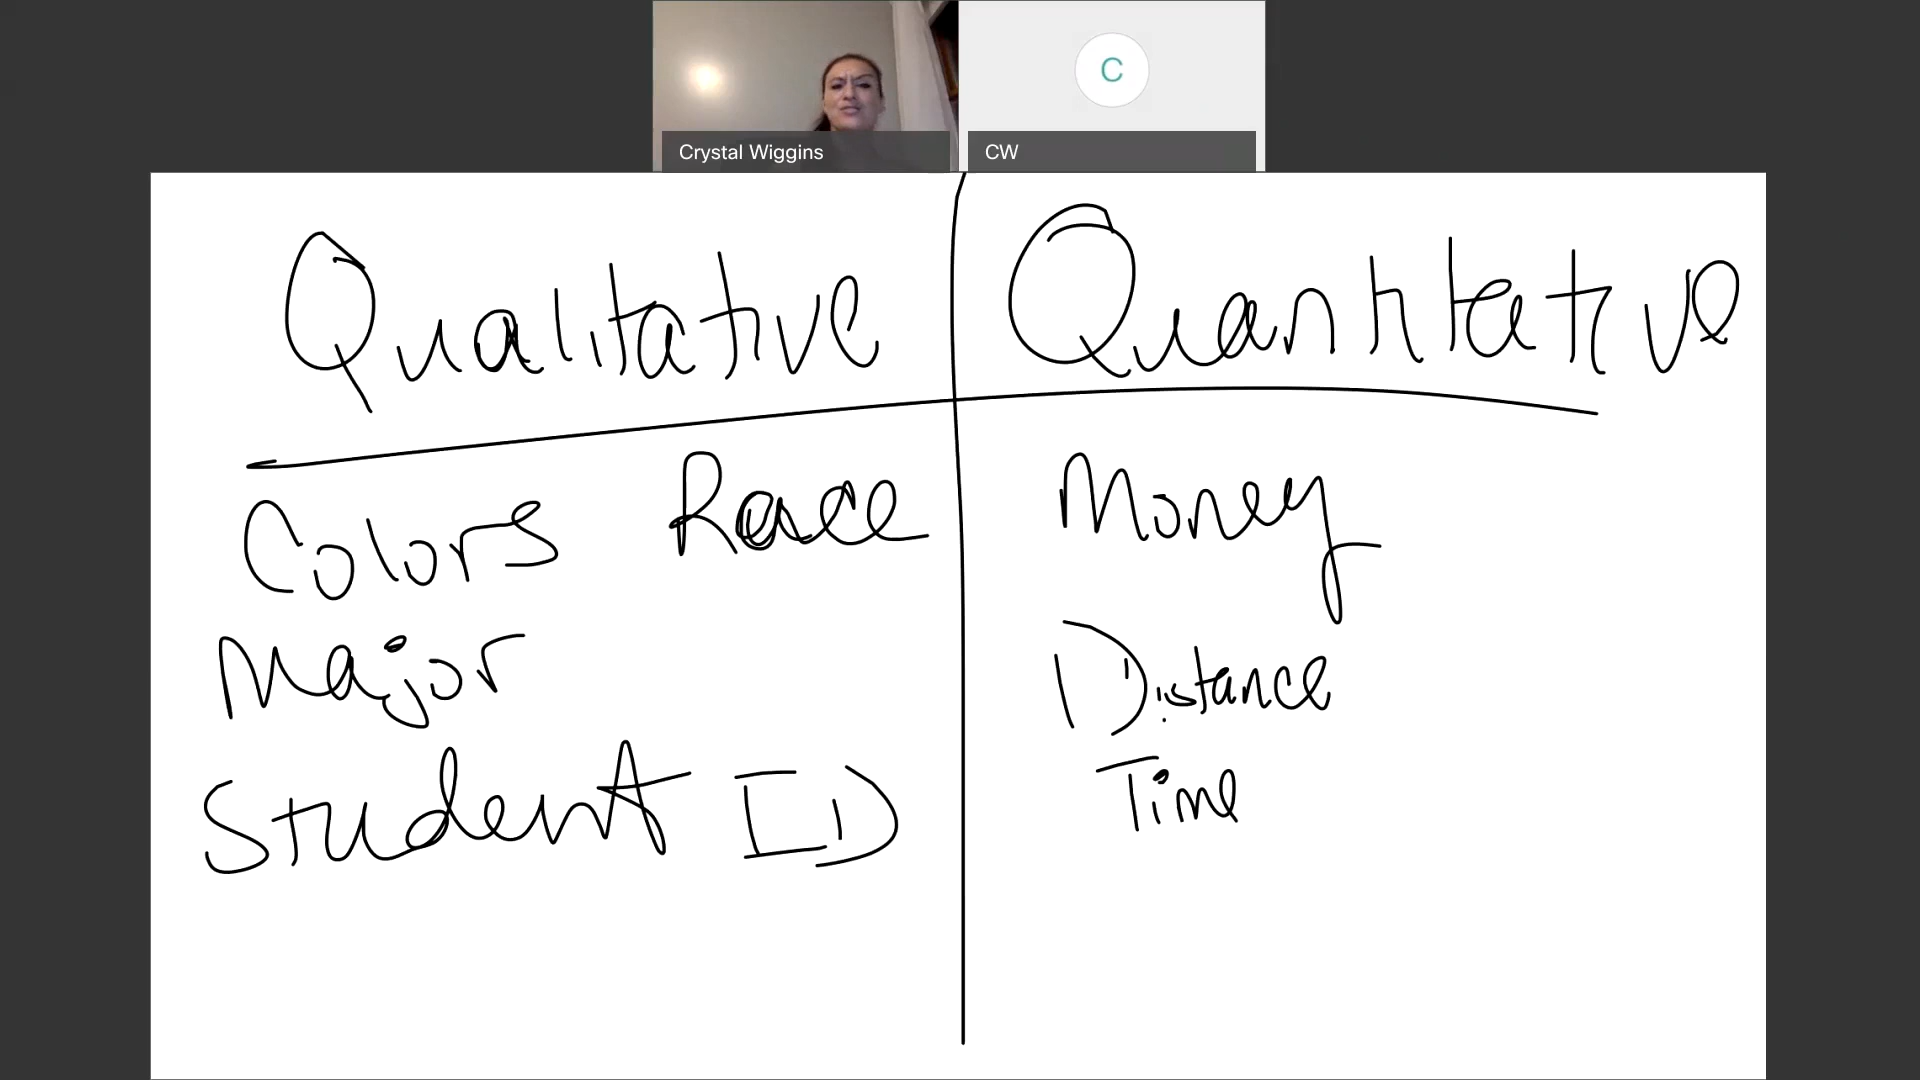 C
Crystal Wiggins
CW
Qualitative
Quantitative
Colors Race
Major
Student ID
Money
Distance
Time